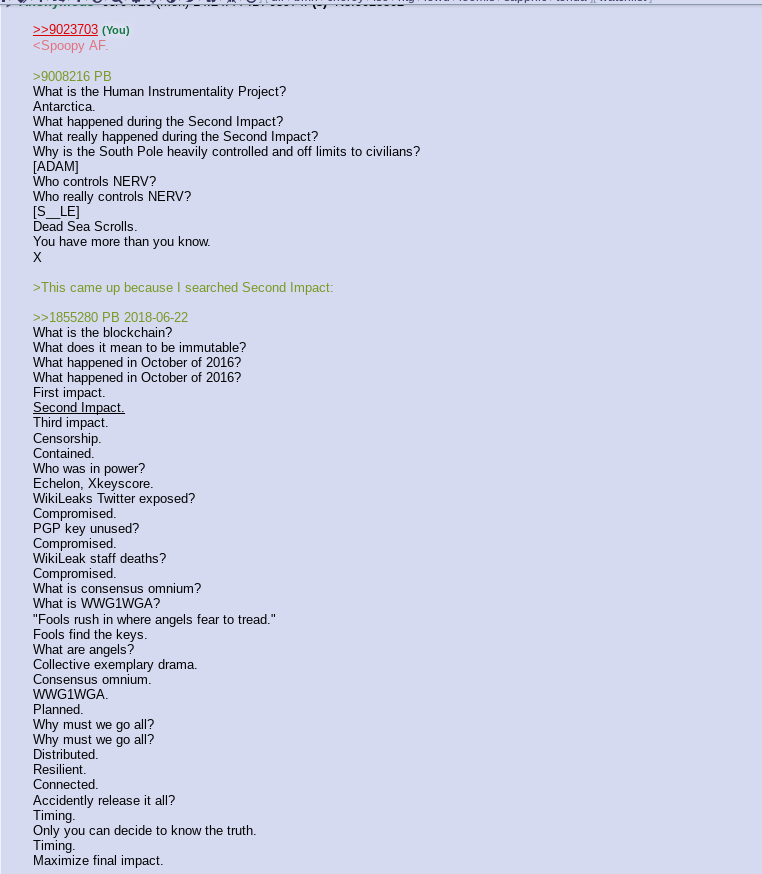 >>9023703 (You)
<Spoopy AF.
>9008216 PB
What is the Human Instrumentality Project?
Antarctica.
What happened during the Second Impact?
What really happened during the Second Impact?
Why is the South Pole heavily controlled and off limits to civilians?
[ADAM]
Who controls NERV?
Who really controls NERV?
[S__LE]
Dead Sea Scrolls.
You have more than you know.
X
>This came up because I searched Second Impact:
>>1855280 PB 2018-06-22
What is the blockchain?
What does it mean to be immutable?
What happened in October of 2016?
What happened in October of 2016?
First impact.
Second Impact.
Third impact.
Censorship.
Contained.
Who was in power?
Echelon, Xkeyscore.
WikiLeaks Twitter exposed?
Compromised.
PGP key unused?
Compromised.
WikiLeak staff deaths?
Compromised.
What is consensus omnium?
What is WWG1WGA?
"Fools rush in where angels fear to tread."
Fools find the keys.
What are angels?
Collective exemplary drama.
Consensus omnium.
WWG1WGA.
Planned.
Why must we go all?
Why must we go all?
Distributed.
Resilient.
Connected.
Accidently release it all?
Timing.
Only you can decide to know the truth.
Timing.
Maximize final impact.